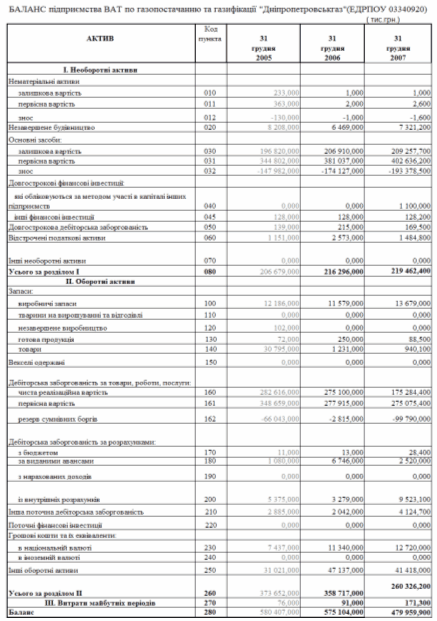 БАЛАНС підприємства ВАТ по газопостачанню та газифікації "Дніпропетровськгаз"(ЕДРПОУ 03340920)
( тис.грн.)
АКТИВ Код пункта 31 грудня 2005 31 грудня 2006 31 грудня 2007
І. Необоротні активи
Нематеріальні активи
залишкова вартість 010 233,000 1,000 1,000
первісна вартість 011 363,000 2,000 2,600
знос 012 -130,000 -1,000 -1,600
Незавершене будівництво 020 8 208,000 6 469,000 7 321,200
Основні засоби:
залишкова вартість 030 196 820,000 206 910,000 209 257,700
первісна вартість 031 344 802,000 381 037,000 402 636,200
знос 032 -147 982,000 -174 127,000 -193 378,500
Довгострокові фінансові інвестиції:
які обліковуються за методом участі в капіталі інших підприємств 040 0,000 0,000 1 100,000
інші фінансові інвестиції 045 128,000 128,000 128,200
Довгострокова дебіторська заборгованість 050 139,000 215,000 169,500
Відстрочені податкові активи 060 1 151,000 2 573,000 1 484,800
Інші необоротні активи 070 0,000 0,000 0,000
Усього за розділом І 080 206 679,000 216 296,000 219 462,400
ІІ. Оборотні активи
Запаси:
виробничі запаси 100 12 186,000 11 579,000 13 679,000
тварини на вирощуванні та відгодівлі 110 0,000 0,000 0,000
незавершене виробництво 120 102,000 0,000 0,000
готова продукція 130 72,000 250,000 88,500
товари 140 30 795,000 1 231,000 940,100
Векселі одержані 150 0,000 0,000 0,000
Дебіторська заборгованість за товари, роботи, послуги:
чиста реалізаційна вартість 160 282 616,000 275 100,000 175 284,400
первісна вартість 161 348 659,000 277 915,000 275 075,400
резерв сумнівних боргів 162 -66 043,000 -2 815,000 -99 790,000
Дебіторська заборгованість за розрахунками:
з бюджетом 170 11,000 13,000 28,400
за виданими авансами 180 1 080,000 6 746,000 2 520,000
з нарахованих доходів 190 0,000 0,000 0,000
із внутрішніх розрахунків 200 5 375,000 3 279,000 9 523,100
Інша поточна дебіторська заборгованість 210 2 885,000 2 042,000 4 124,700
Поточні фінансові інвестиції 220 0,000 0,000 0,000
Грошові кошти та їх еквіваленти:
в національній валюті 230 7 437,000 11 340,000 12 720,000
в іноземній валюті 240 0,000 0,000 0,000
Інші оборотні активи 250 31 021,000 47 137,000 41 418,000
Усього за розділом ІІ 260 373 652,000 358 717,000 260 326,200
ІІІ. Витрати майбутніх періодів 270 76,000 91,000 171,300
Баланс 280 580 407,000 575 104,000 479 959,900